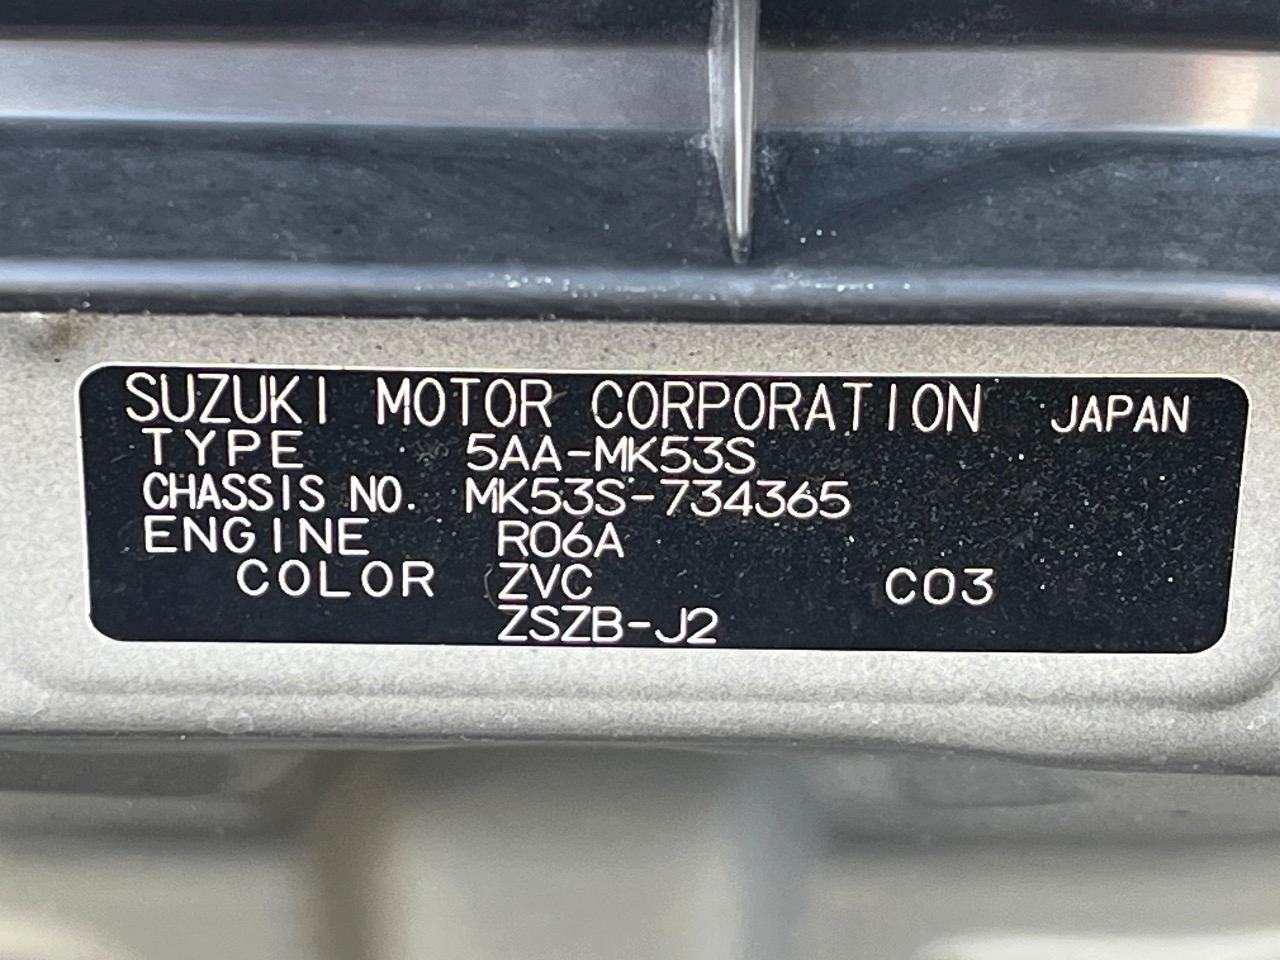 SUZUKI MOTOR CORPORATION JAPAN
TYPE 5AA-MK53S
CHASSIS NO. MK53S-734365
ENGINE R06A
COLOR ZVC C03
ZSZB-J2